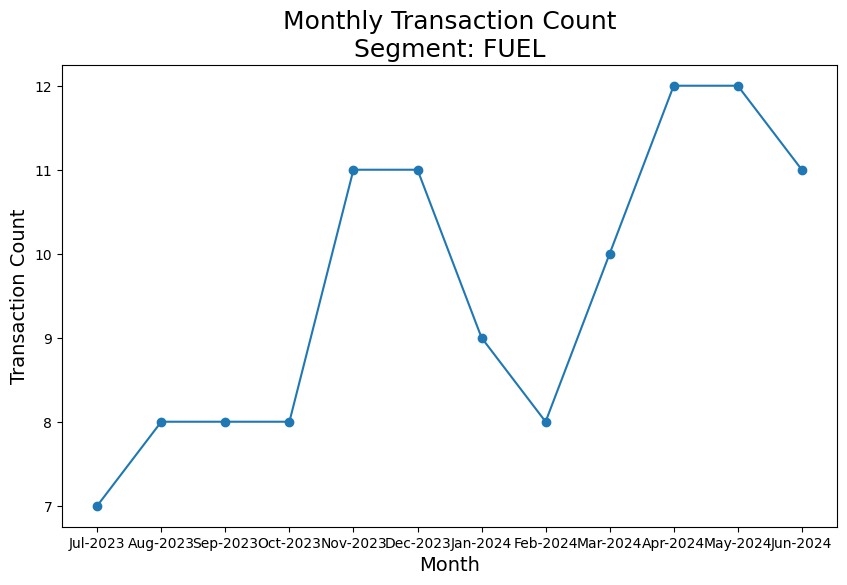 Monthly Transaction Count
Segment: FUEL
Transaction Count
12
11
10
9
8
7
Jul-2023 Aug-2023 Sep-2023 Oct-2023 Nov-2023 Dec-2023 Jan-2024 Feb-2024 Mar-2024 Apr-2024 May-2024 Jun-2024
Month